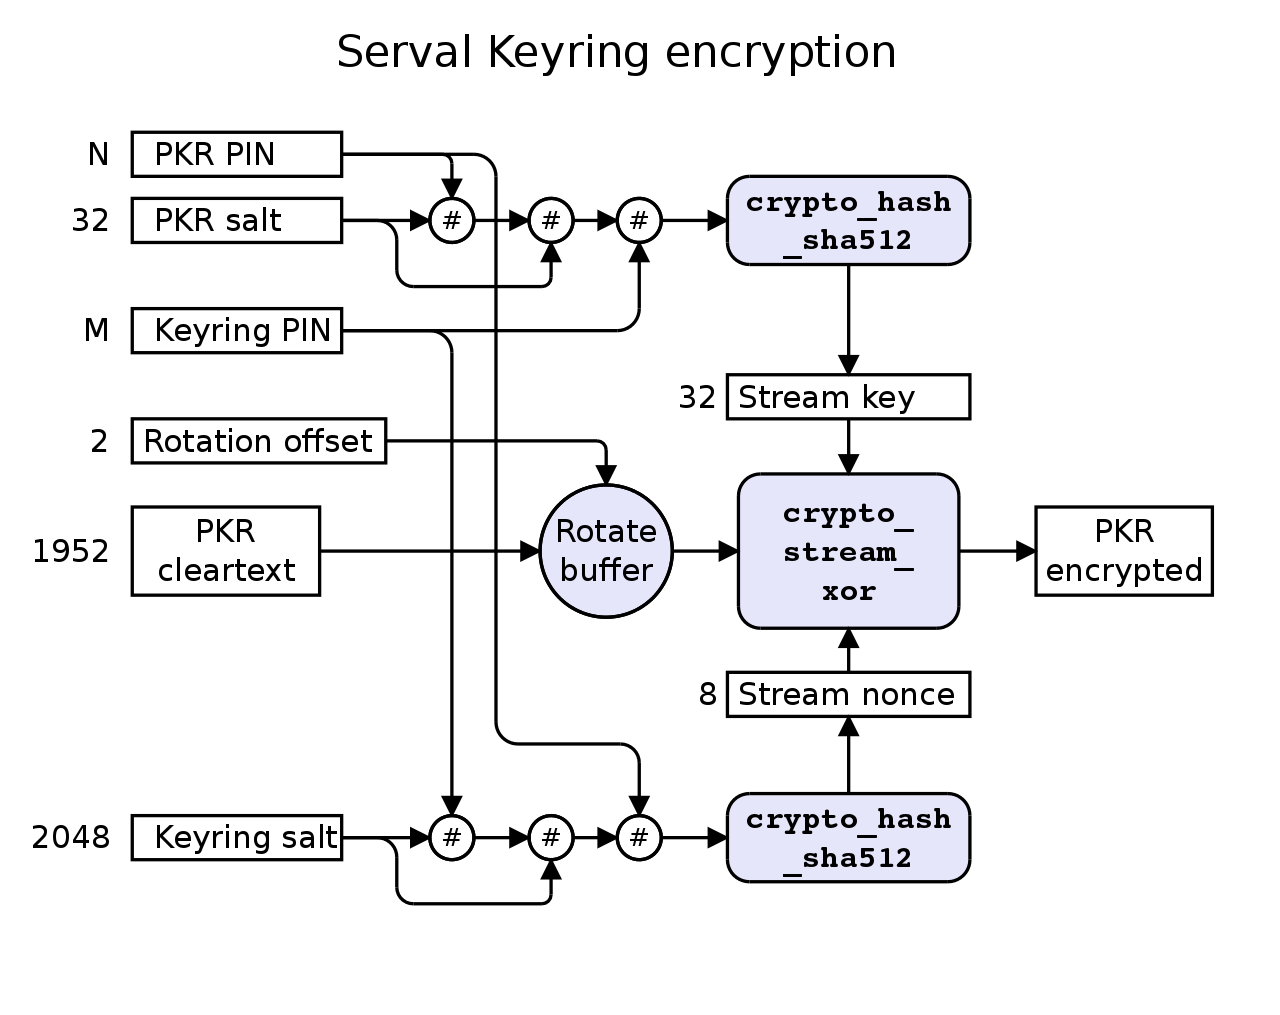 Serval Keyring encryption
N PKR PIN
32 PKR salt # # # crypto_hash
_sha512
M Keyring PIN
32 Stream key
2 Rotation offset
1952 PKR
cleartext
Rotate
buffer
crypto_
stream_
xor
PKR
encrypted
8 Stream nonce
2048 Keyring salt # # # crypto_hash
_sha512